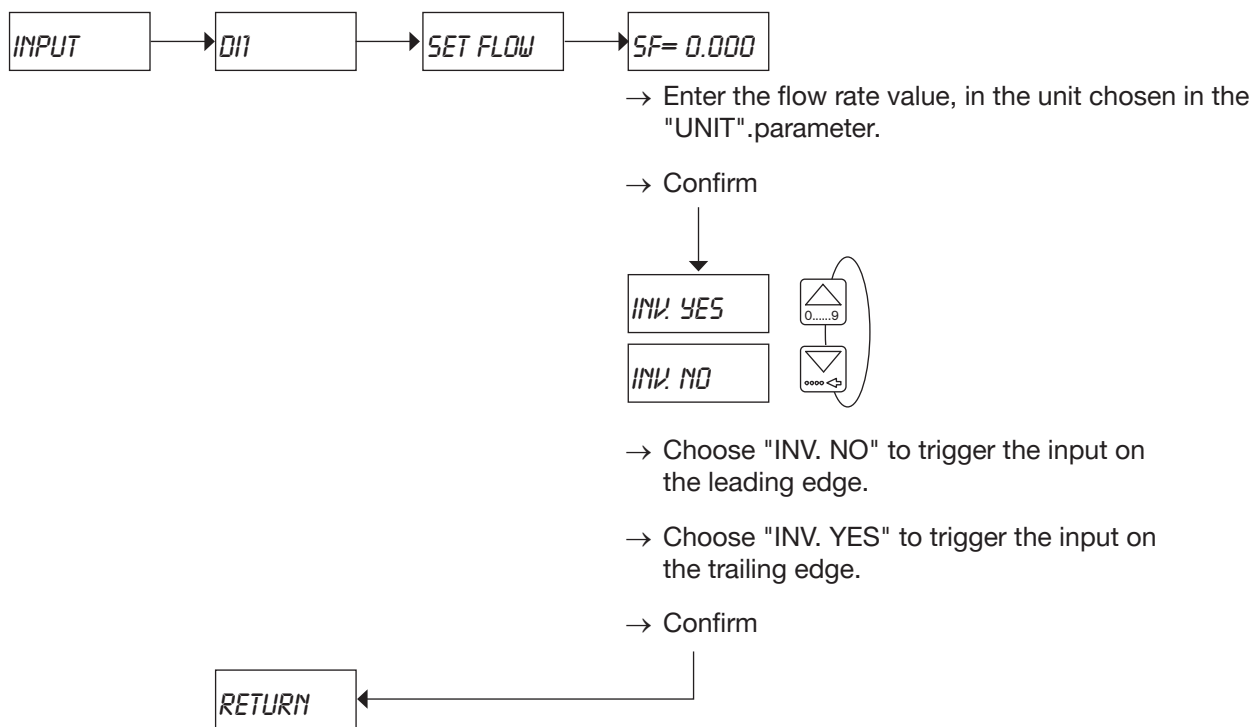 INPUT
DI1
SET FLOW
SF= 0.000
→ Enter the flow rate value, in the unit chosen in the
"UNIT".parameter.
→ Confirm
INV. YES
0......9
INV. NO
→ Choose "INV. NO" to trigger the input on
the leading edge.
→ Choose "INV. YES" to trigger the input on
the trailing edge.
→ Confirm
RETURN